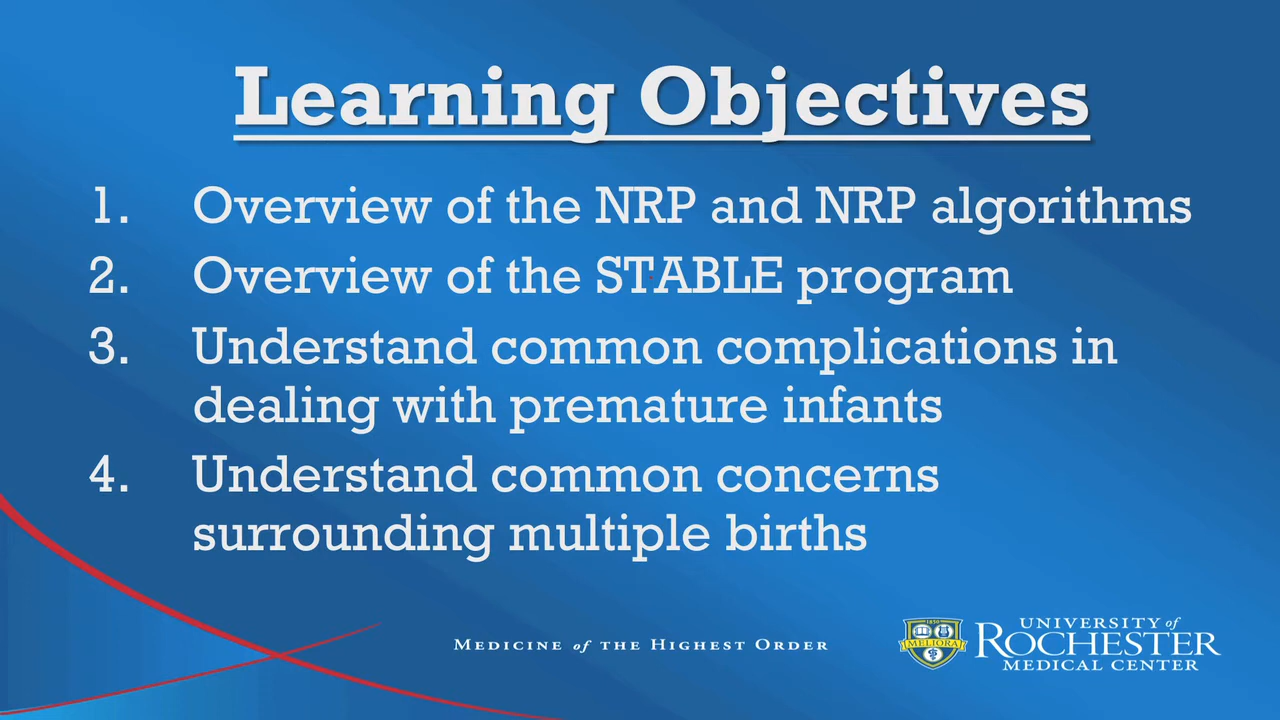 Learning Objectives
1. Overview of the NRP and NRP algorithms
2. Overview of the STABLE program
3. Understand common complications in
dealing with premature infants
4. Understand common concerns
surrounding multiple births
MEDICINE of THE HIGHEST ORDER
1850
MELIORA
UNIVERSITY of
ROCHESTER
MEDICAL CENTER